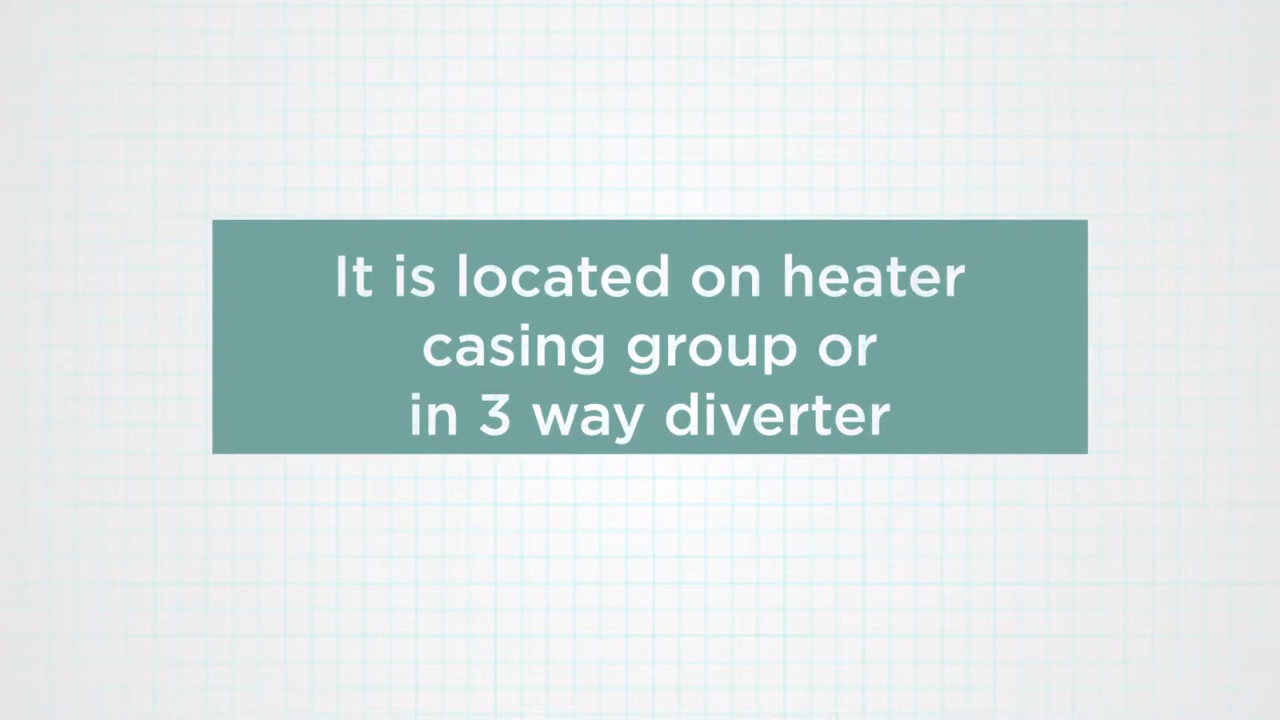 It is located on heater
casing group or
in 3 way diverter